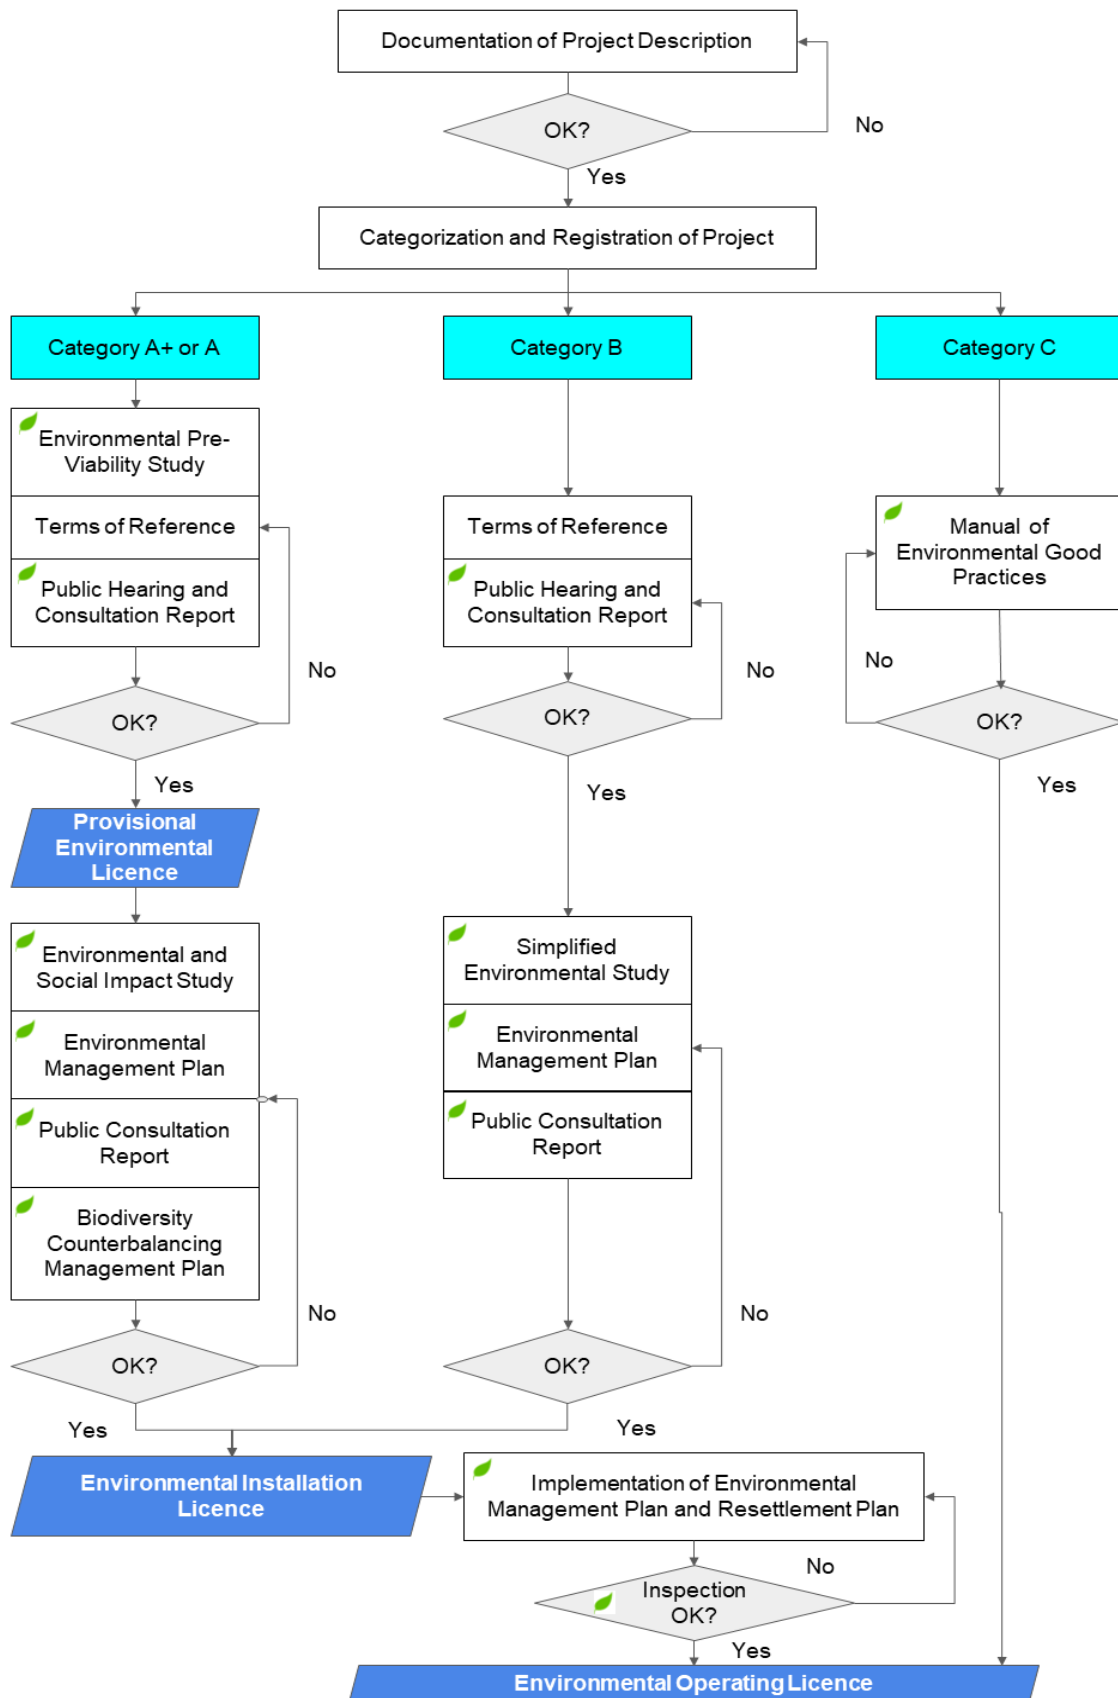 Documentation of Project Description
OK?
No
Yes
Categorization and Registration of Project
Category A+ or A
Category B
Category C
Environmental Pre-
Viability Study
Terms of Reference
Public Hearing and
Consultation Report
No
OK?
Yes
Provisional
Environmental
Licence
Environmental and
Social Impact Study
Environmental
Management Plan
Public Consultation
Report
Biodiversity
Counterbalancing
Management Plan
No
OK?
Yes
Terms of Reference
Public Hearing and
Consultation Report
No
OK?
Yes
Simplified
Environmental Study
Environmental
Management Plan
Public Consultation
Report
No
OK?
Yes
Manual of
Environmental Good
Practices
No
OK?
Yes
Environmental Installation
Licence
Implementation of Environmental
Management Plan and Resettlement Plan
No
Inspection
OK?
Yes
Environmental Operating Licence